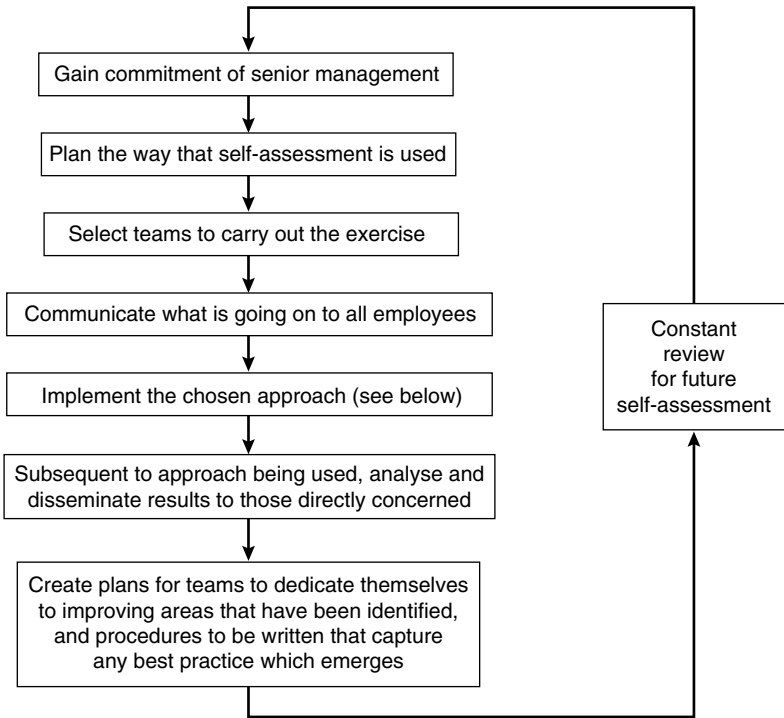 Gain commitment of senior management
Plan the way that self-assessment is used
Select teams to carry out the exercise
Communicate what is going on to all employees
Implement the chosen approach (see below)
Subsequent to approach being used, analyse and
disseminate results to those directly concerned
Create plans for teams to dedicate themselves
to improving areas that have been identified,
and procedures to be written that capture
any best practice which emerges
Constant
review
for future
self-assessment